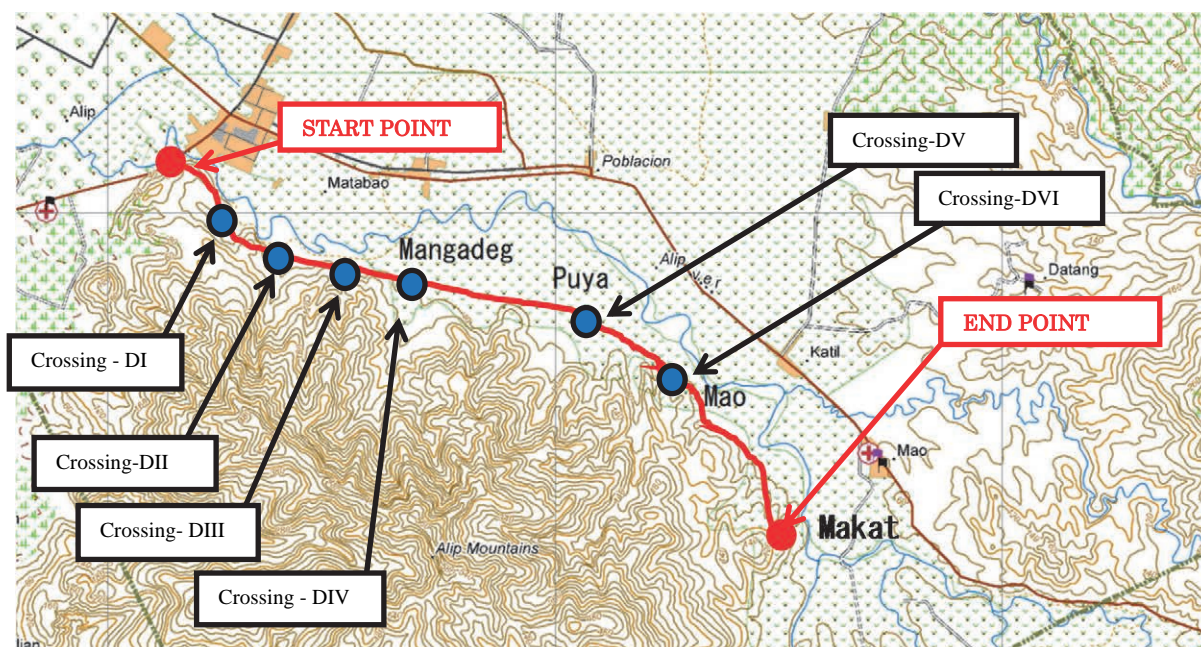 Alip
START POINT
Matabao
Poblacion
Crossing-DV
Crossing-DVI
Mangadeg
Puya
Alip
v.e.r
Datang
END POINT
Katil
Crossing - DI
Mao
Crossing-DII
Mao
Crossing- DIII
Makat
Alip Mountains
Crossing - DIV